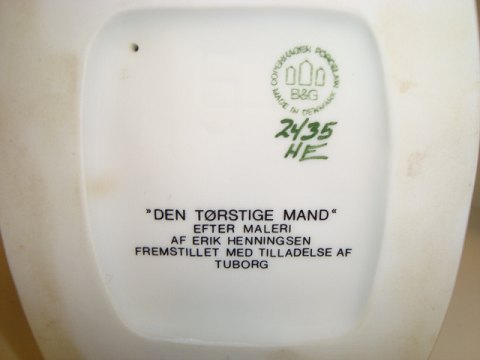 COPENHAGEN PORCELAIN
B&G
MADE IN DENMARK
2435
HE
»DEN TØRSTIGE MAND«
EFTER MALERI
AF ERIK HENNINGSEN
FREMSTILLET MED TILLADELSE AF
TUBORG